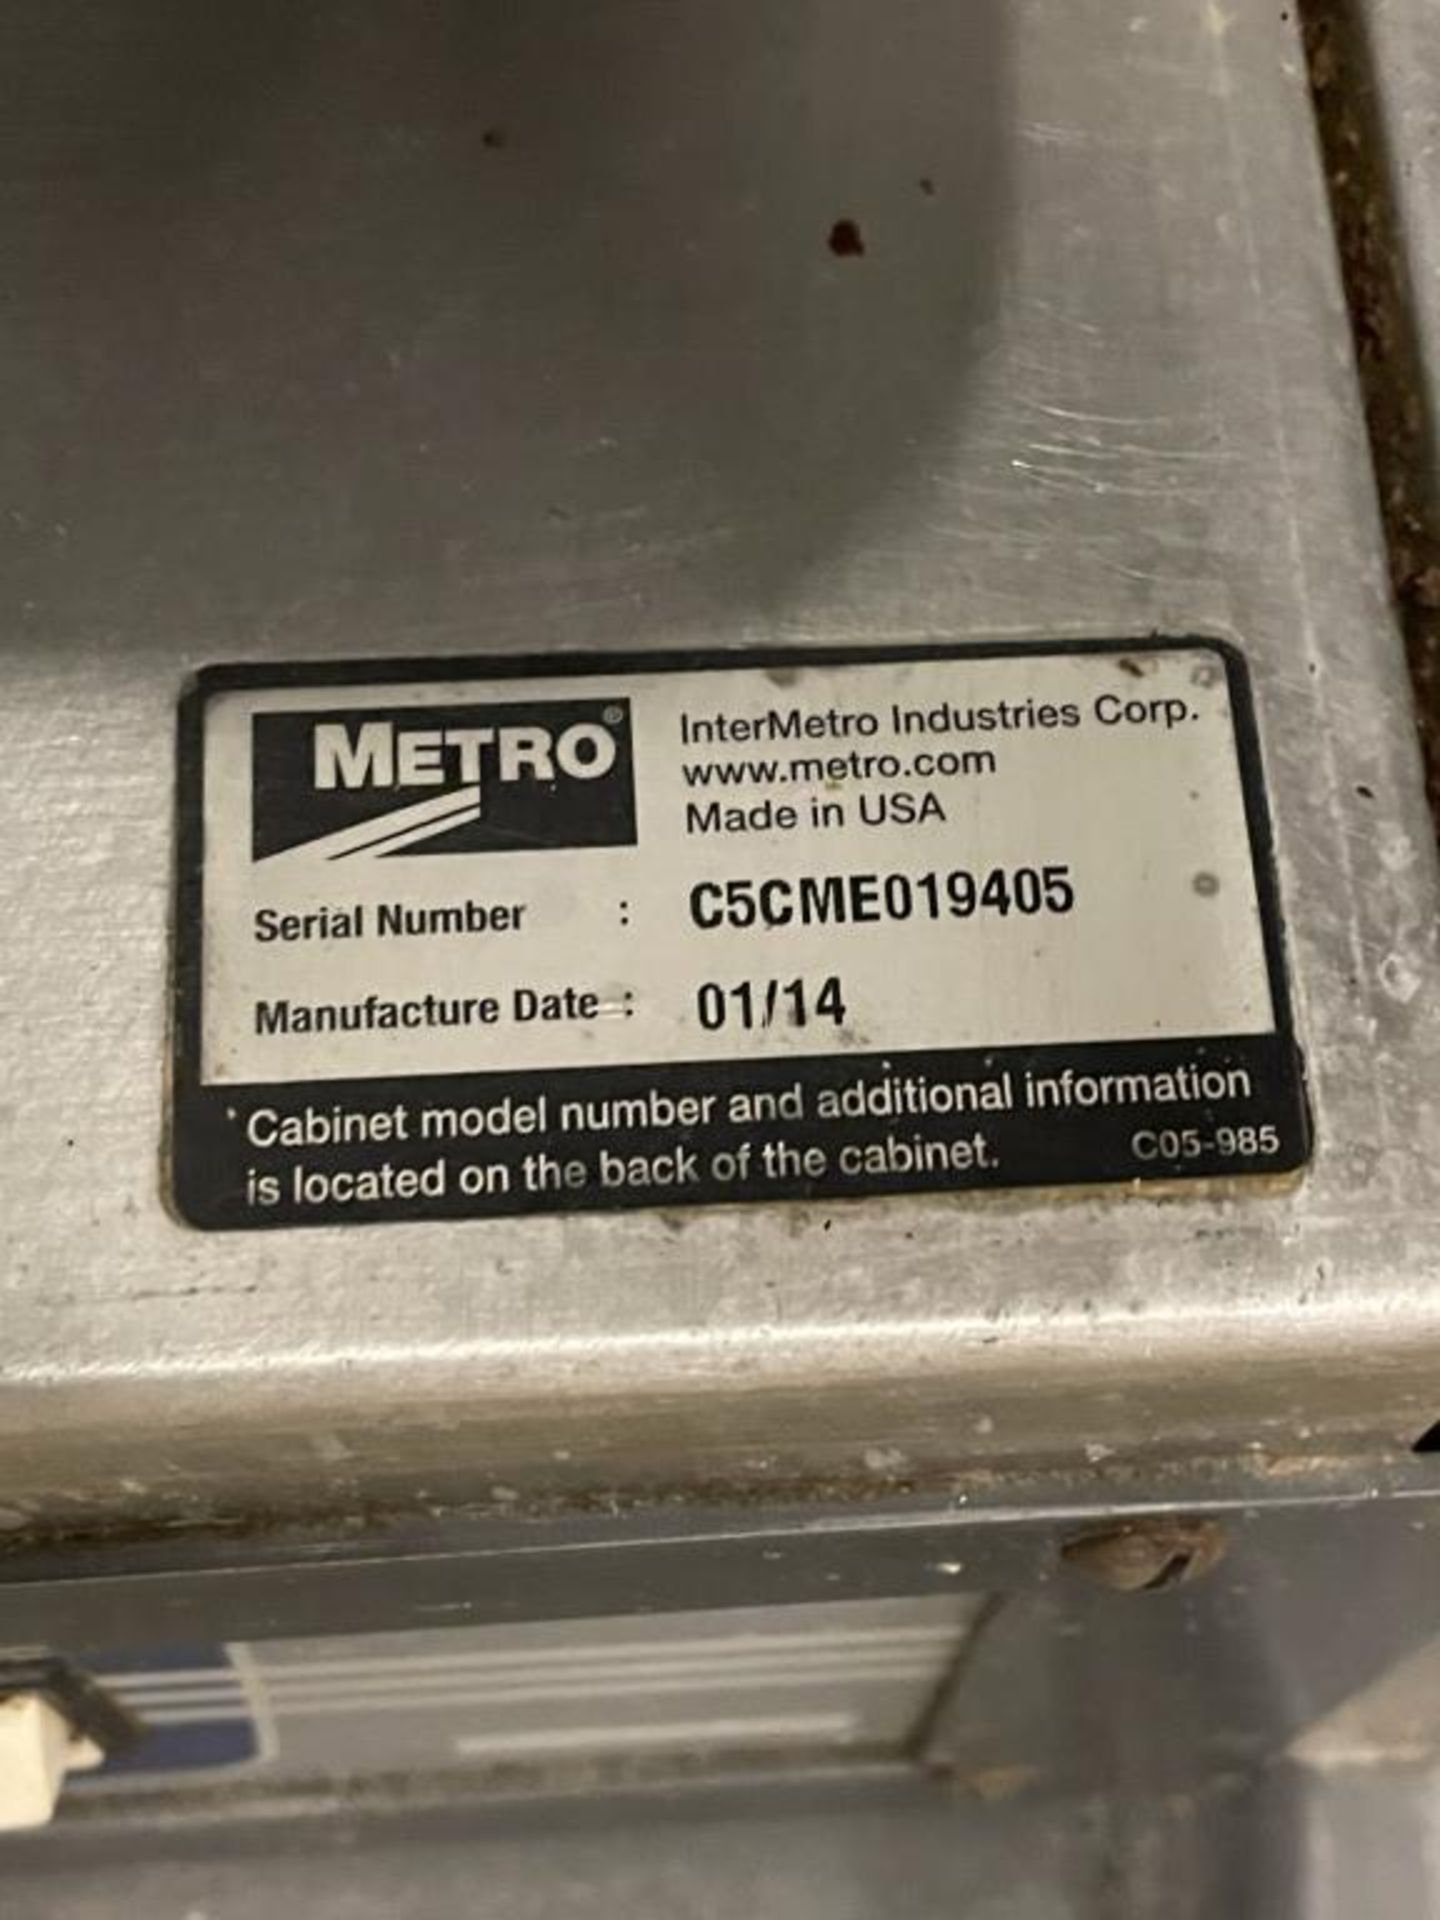 METRO®
InterMetro Industries Corp.
www.metro.com
Made in USA
Serial Number : C5CME019405
Manufacture Date : 01/14
Cabinet model number and additional information
is located on the back of the cabinet. C05-985